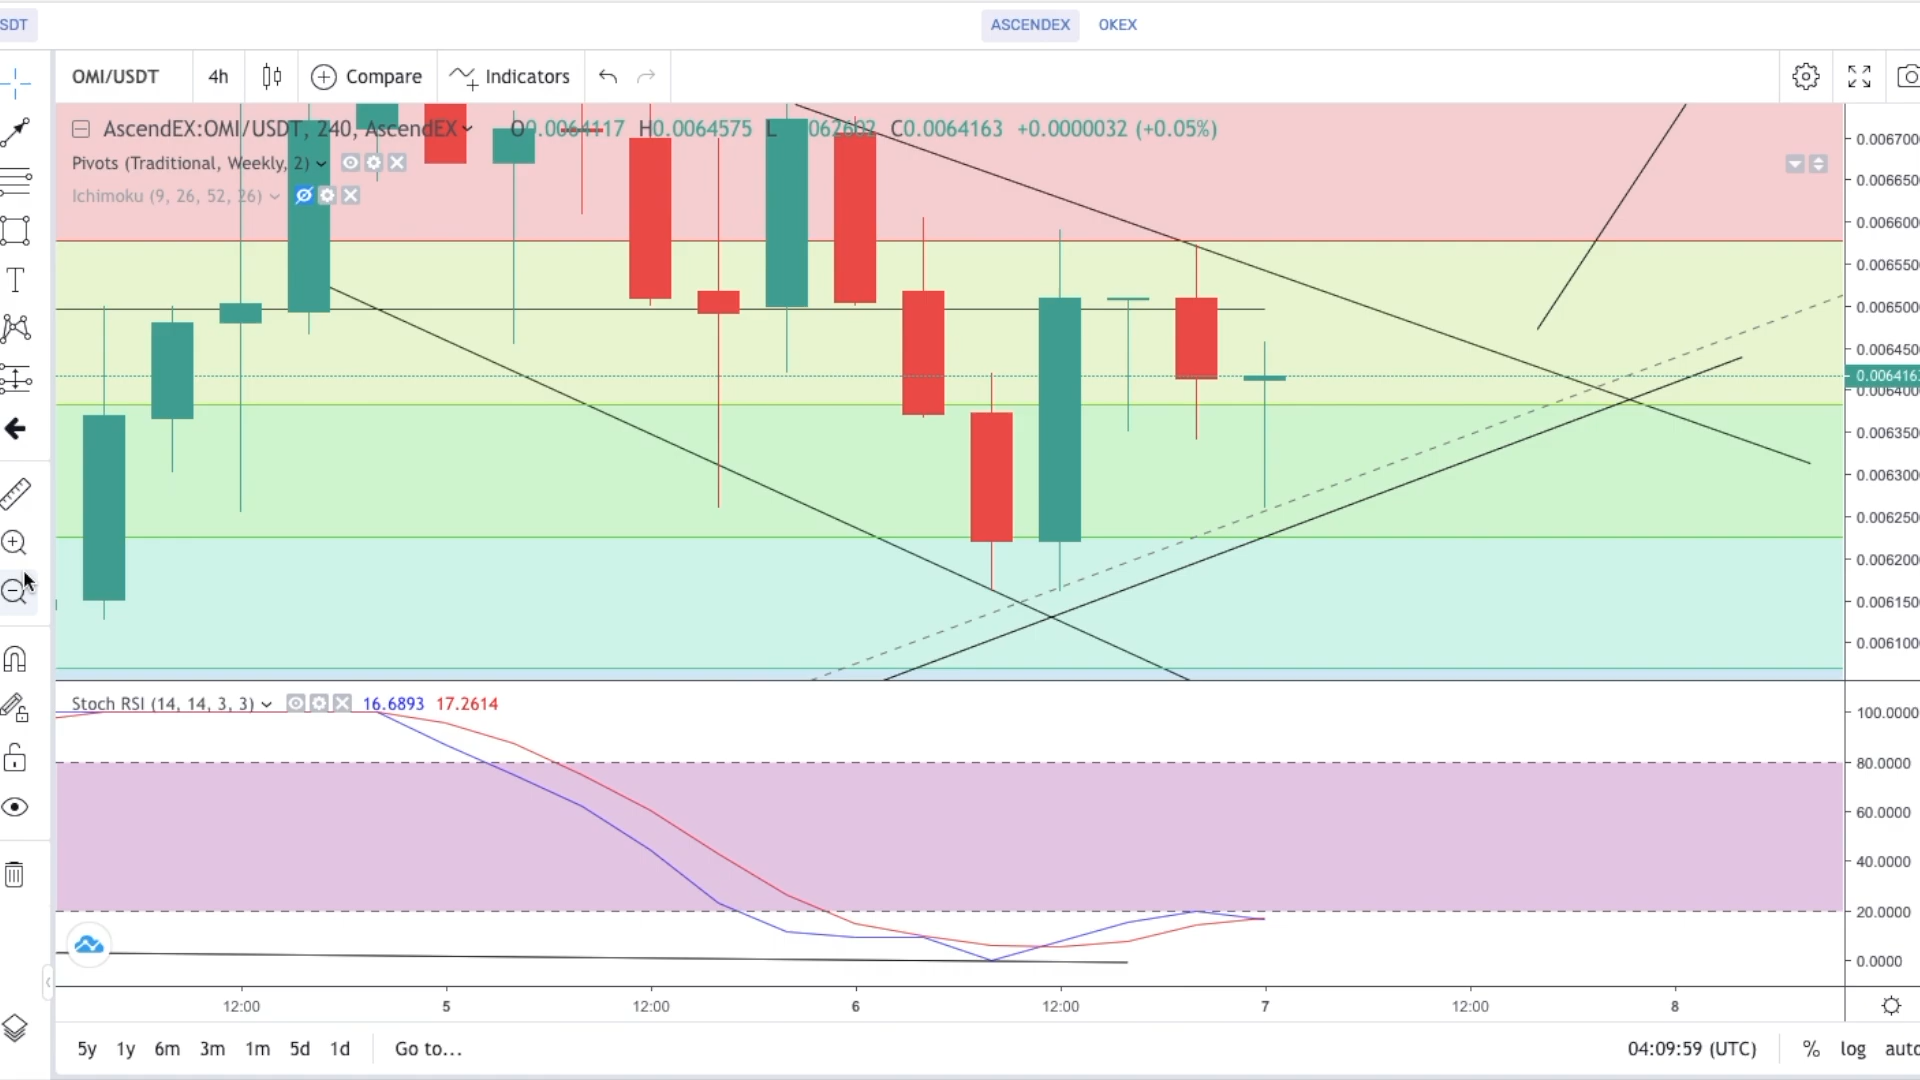 SDT
ASCENDEX OKEX
OMI/USDT 4h Compare Indicators
AscendEX:OMI/USDT, 240, AscendEX O0.0064117 H0.0064575 L 062602 C0.0064163 +0.0000032 (+0.05%)
Pivots (Traditional, Weekly, 2)
Ichimoku (9, 26, 52, 26)
0.006700
0.006650
0.006600
0.006550
0.006500
0.006450
0.006416
0.006400
0.006350
0.006300
0.006250
0.006200
0.006150
0.006100
Stoch RSI (14, 14, 3, 3) 16.6893 17.2614
100.0000
80.0000
60.0000
40.0000
20.0000
0.0000
12:00 5 12:00 6 12:00 7 12:00 8
5y 1y 6m 3m 1m 5d 1d Go to... 04:09:59 (UTC) % log auto